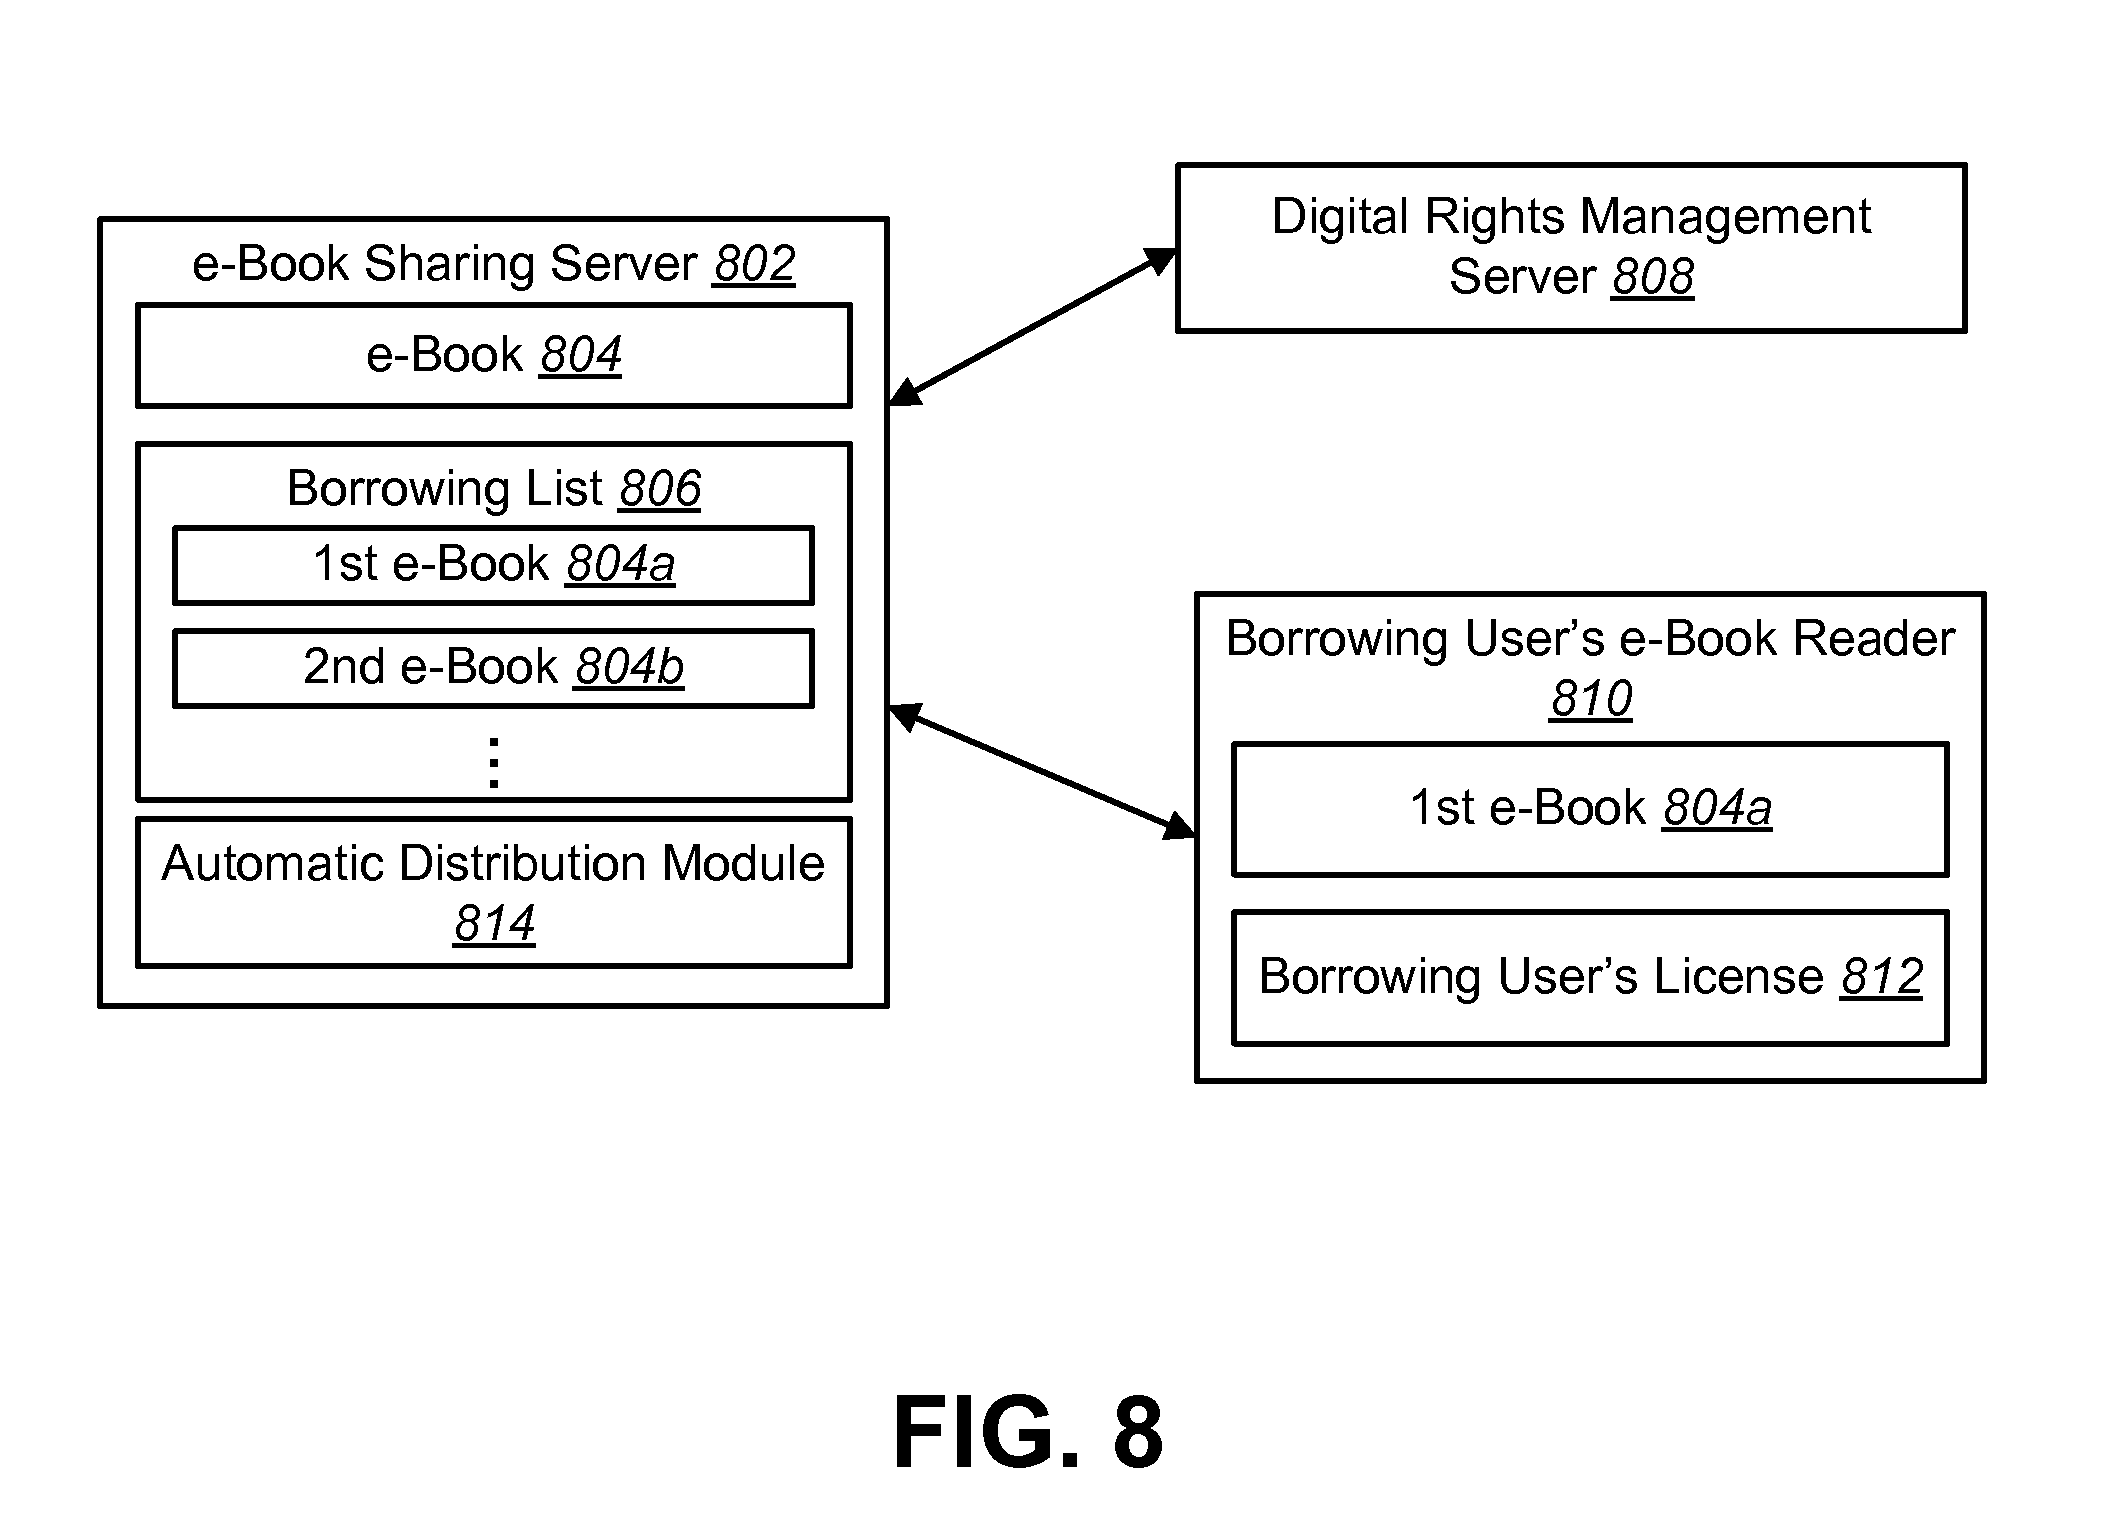 e-Book Sharing Server 802
e-Book 804
Borrowing List 806
1st e-Book 804a
2nd e-Book 804b
⋮
Automatic Distribution Module
814
Digital Rights Management
Server 808
Borrowing User’s e-Book Reader
810
1st e-Book 804a
Borrowing User’s License 812
FIG. 8